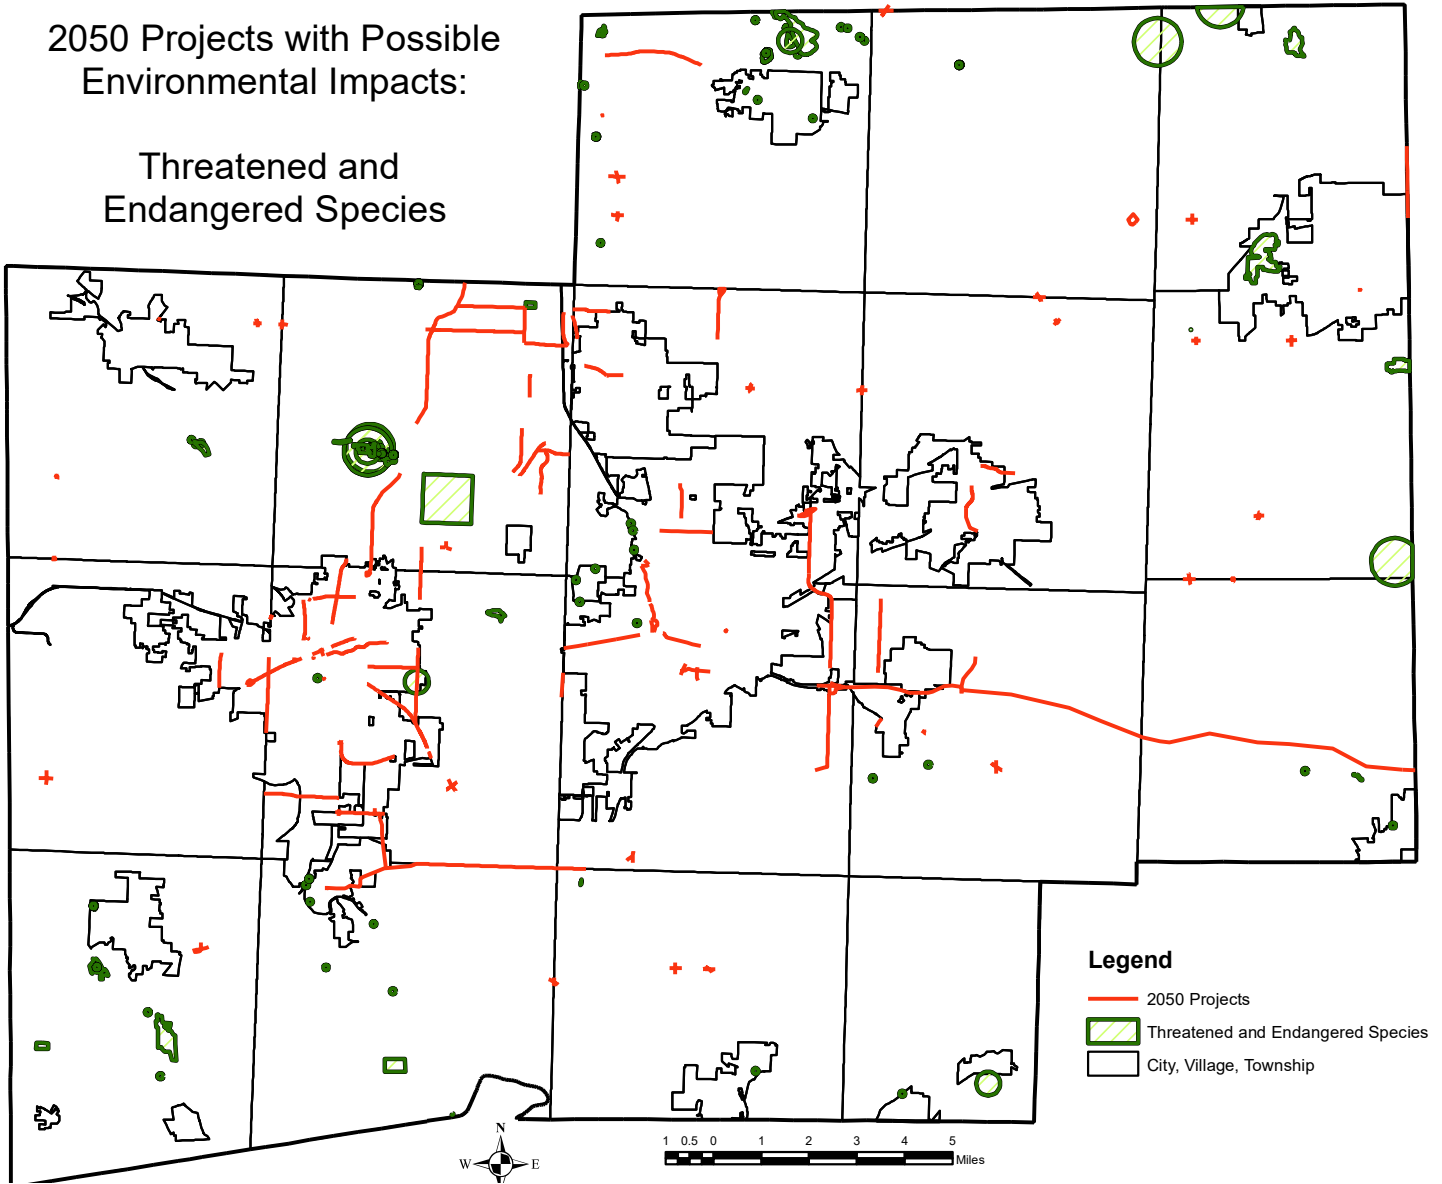 2050 Projects with Possible
Environmental Impacts:
Threatened and
Endangered Species
Legend
2050 Projects
Threatened and Endangered Species
City, Village, Township
N
W E
1 0.5 0 1 2 3 4 5
Miles